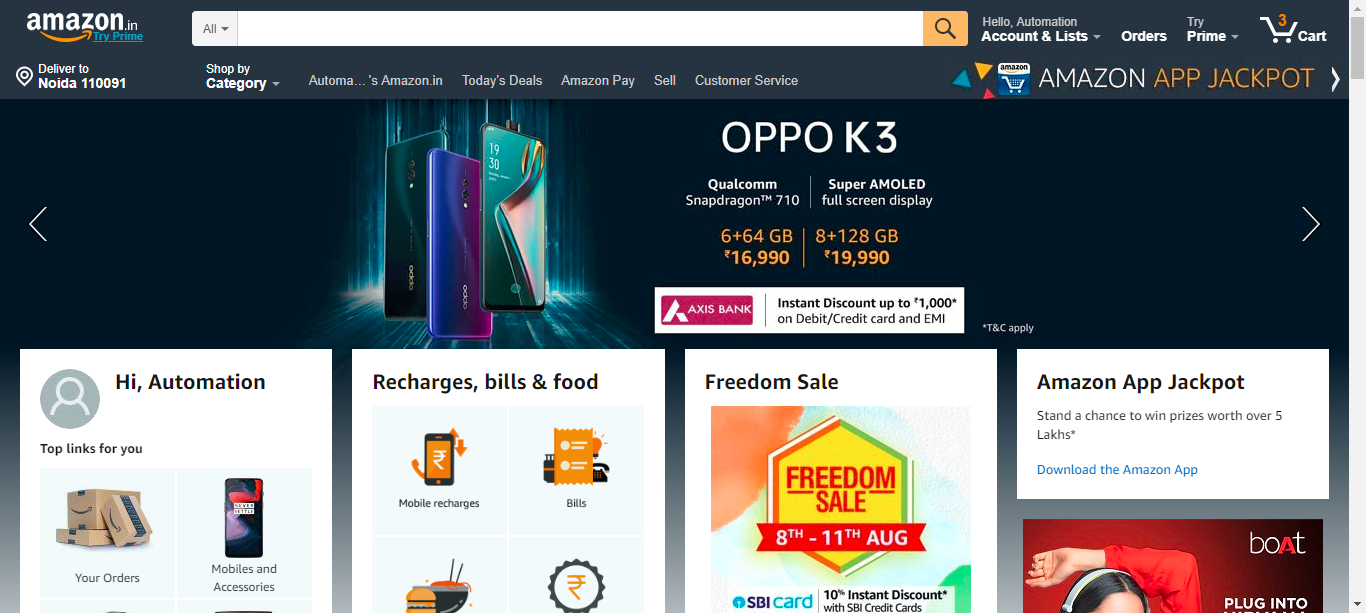 amazon.in
Try Prime
All
Hello, Automation
Account & Lists
Orders
Try
Prime
3
Cart
Deliver to
Noida 110091
Shop by
Category
Automa... 's Amazon.in
Today's Deals
Amazon Pay
Sell
Customer Service
amazon
AMAZON APP JACKPOT
OPPO K3
Qualcomm
Snapdragon™ 710
Super AMOLED
full screen display
6+64 GB
₹16,990
8+128 GB
₹19,990
AXIS BANK
Instant Discount up to ₹1,000*
on Debit/Credit card and EMI
*T&C apply
19
30
oppo
oppo
Hi, Automation
Top links for you
Your Orders
NEVER
SETTLE
Mobiles and
Accessories
Recharges, bills & food
Mobile recharges
Bills
Freedom Sale
FREEDOM
SALE
8TH - 11TH AUG
SBI card
10% Instant Discount*
with SBI Credit Cards
Amazon App Jackpot
Stand a chance to win prizes worth over 5
Lakhs*
Download the Amazon App
boAt
PLUG INTO